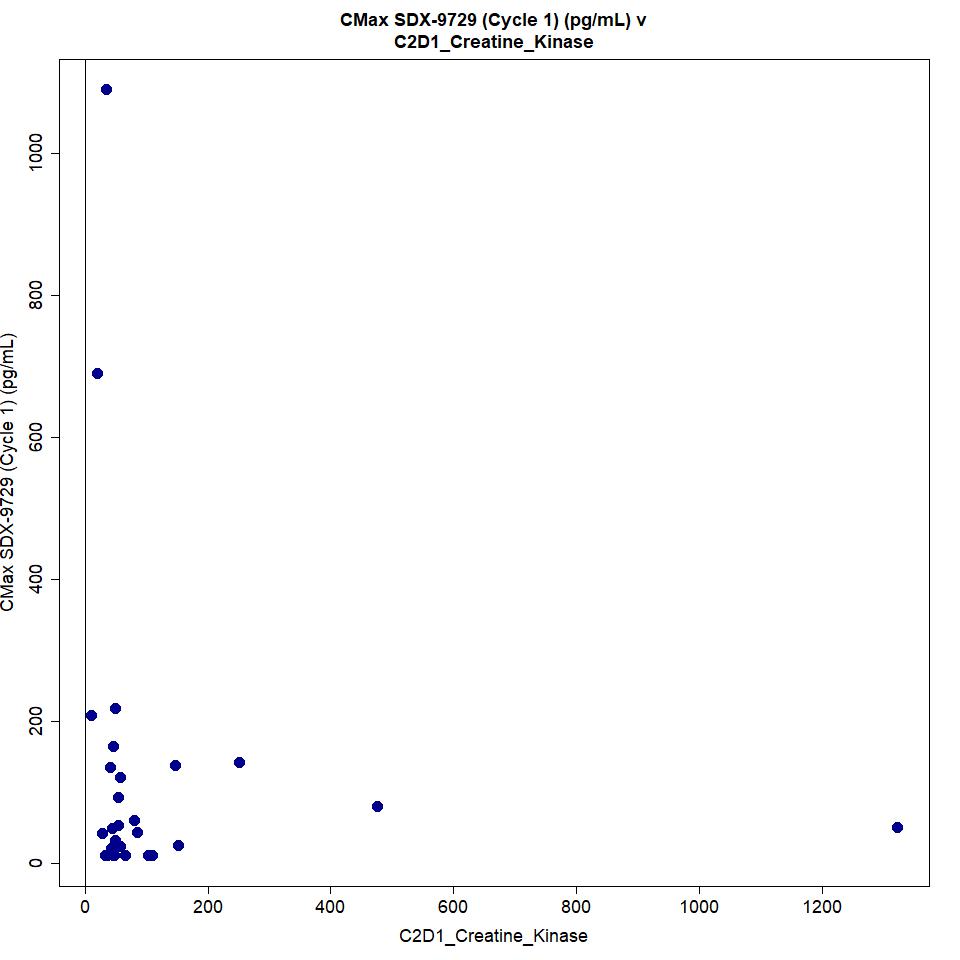 CMax SDX-9729 (Cycle 1) (pg/mL) v
C2D1_Creatine_Kinase
CMax SDX-9729 (Cycle 1) (pg/mL)
1000
800
600
400
200
0
0 200 400 600 800 1000 1200
C2D1_Creatine_Kinase